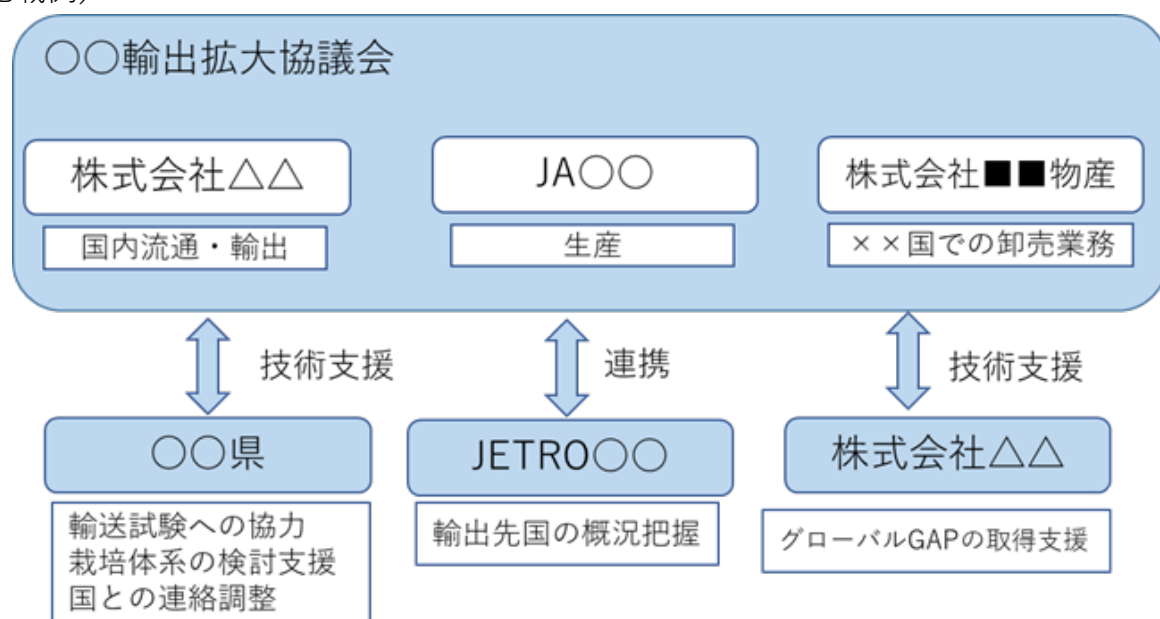 ○○輸出拡大協議会
株式会社△△
JA○○
株式会社■■物産
国内流通・輸出
生産
××国での卸売業務
技術支援
連携
技術支援
○○県
JETRO○○
株式会社△△
輸送試験への協力
栽培体系の検討支援
国との連絡調整
輸出先国の概況把握
グローバルGAPの取得支援